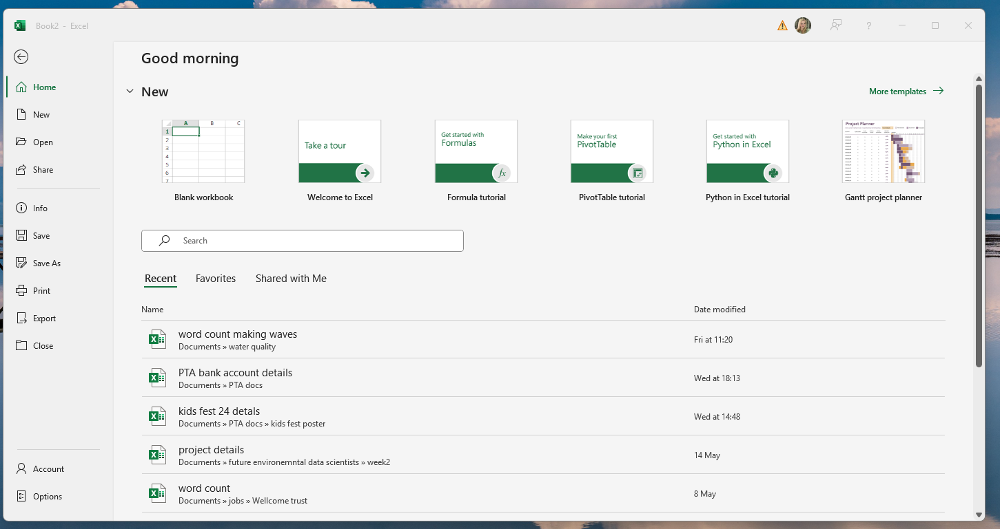 Book2 - Excel
Good morning
Home
New
Open
Share
Info
Save
Save As
Print
Export
Close
Account
Options
New
More templates
A B C
1
2
3
4
5
6
7
Blank workbook
Take a tour
Welcome to Excel
Get started with
Formulas
fx
Formula tutorial
Make your first
PivotTable
PivotTable tutorial
Get started with
Python in Excel
Python in Excel tutorial
Project Planner
Gantt project planner
Search
Recent Favorites Shared with Me
Name Date modified
word count making waves
Documents » water quality
Fri at 11:20
PTA bank account details
Documents » PTA docs
Wed at 18:13
kids fest 24 detals
Documents » PTA docs » kids fest poster
Wed at 14:48
project details
Documents » future environemntal data scientists » week2
14 May
word count
Documents » jobs » Wellcome trust
8 May